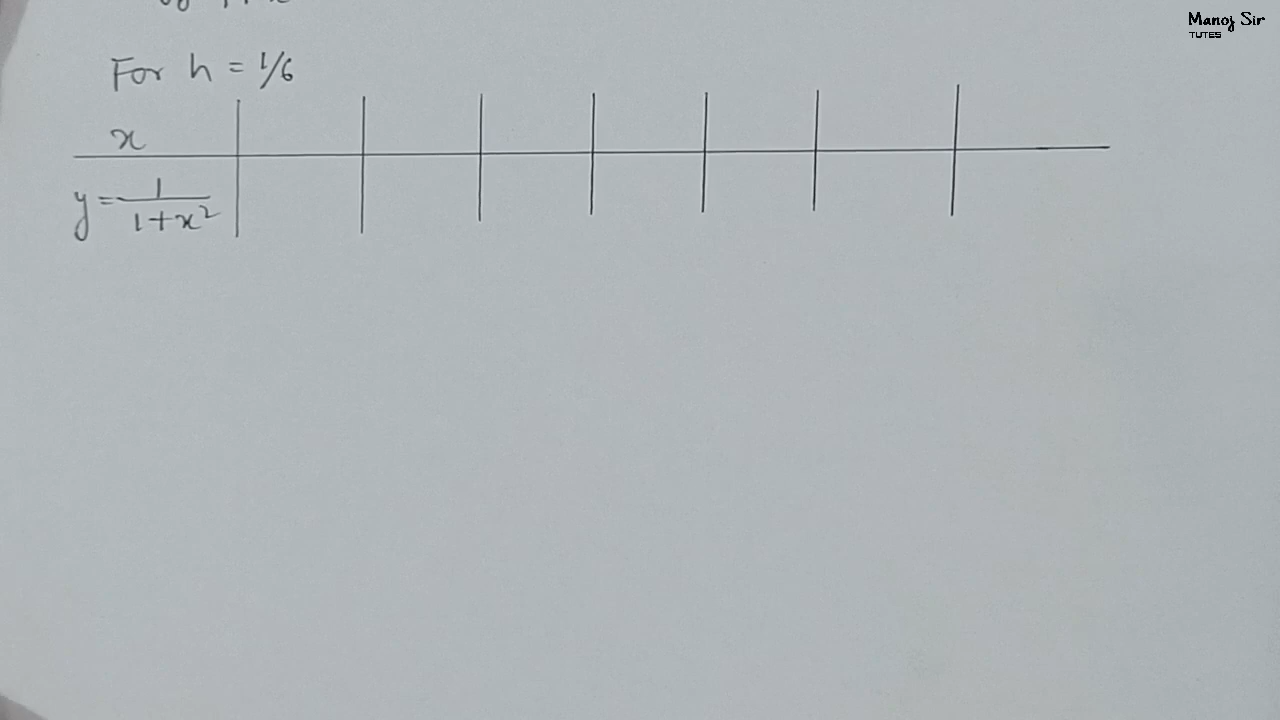 Manoj Sir
TUTES
For h = 1/6
x
y = 1/(1+x²)